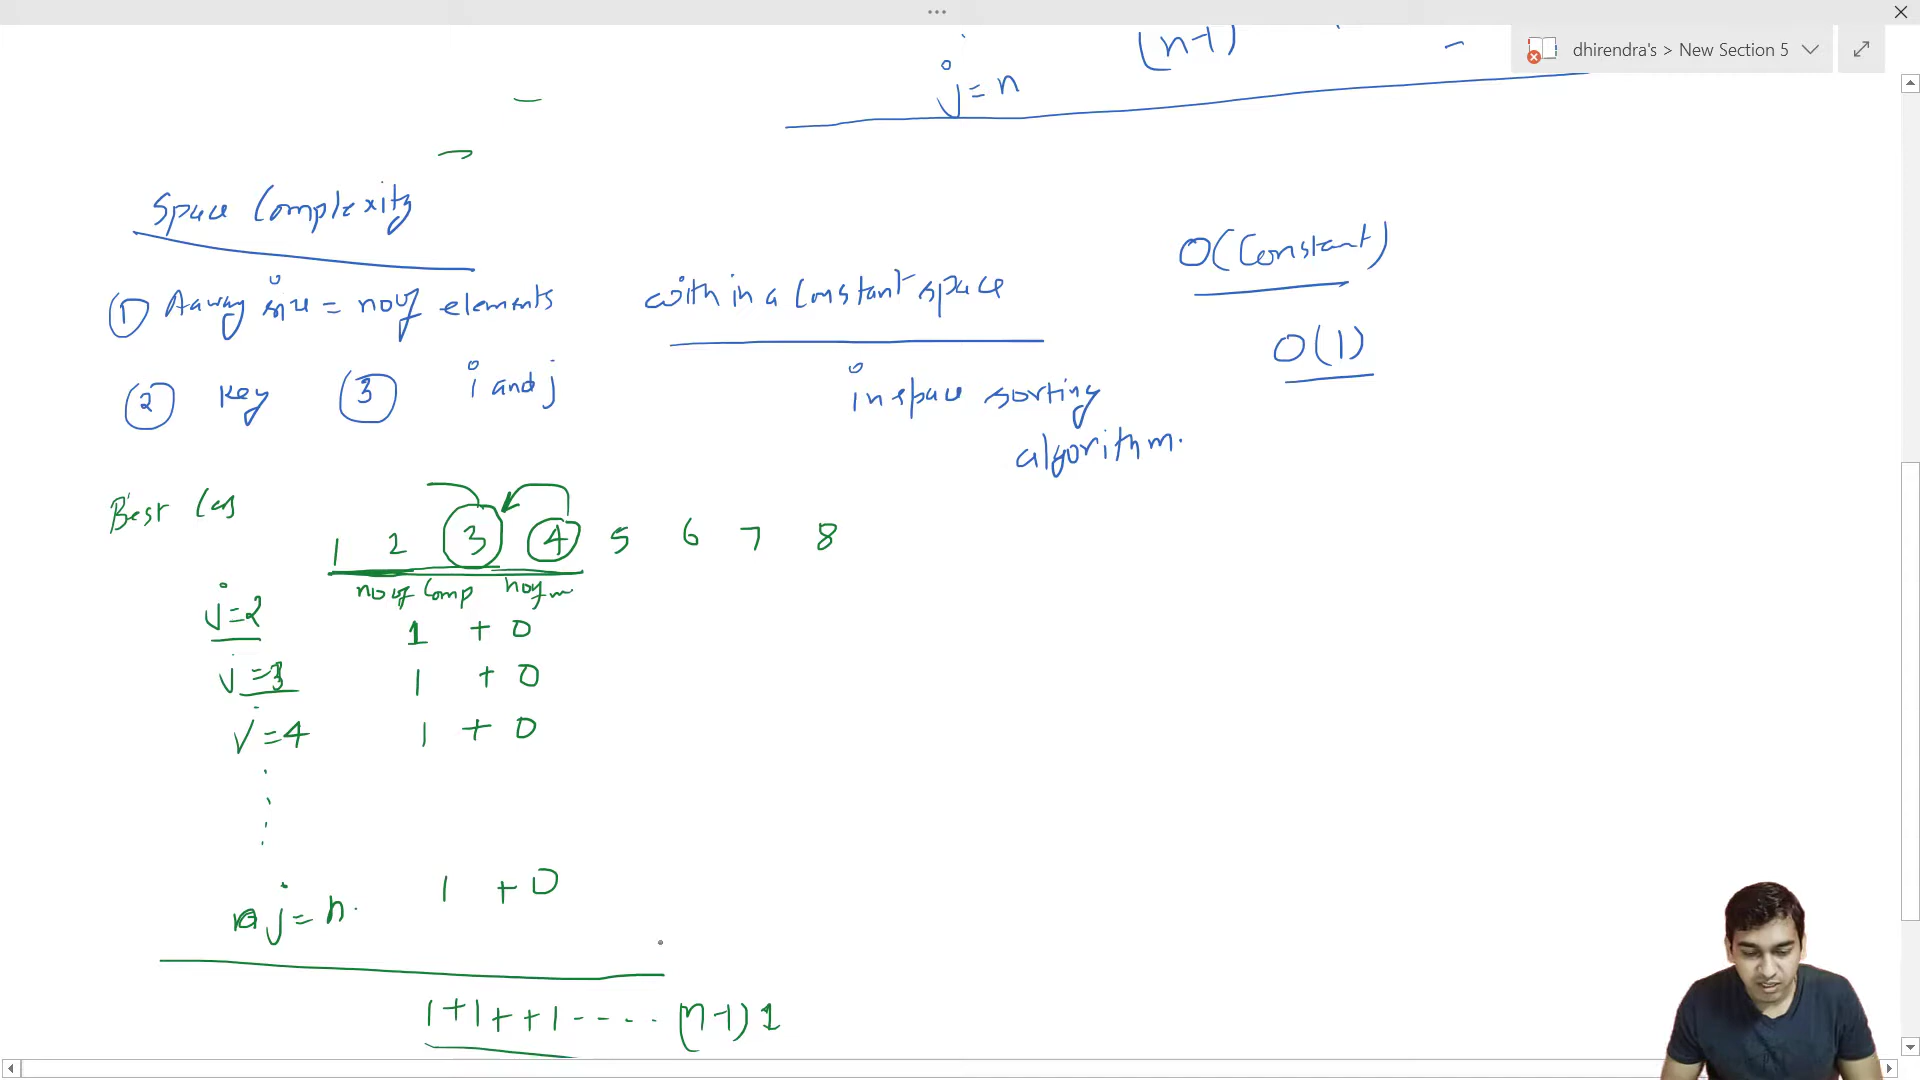 (n-1)
j = n
dhirendra's > New Section 5
Space Complexity
O(Constant)
① Array size = no of elements
with in a constant space
O(1)
② Key ③ i and j
inspace sorting
algorithm.
Best
1 2 3 4 5 6 7 8
no of Comp no of m
j=2 1 + 0
j=3 1 + 0
j=4 1 + 0
j=n. 1 + 0
1+1++1---- (n-1) 1